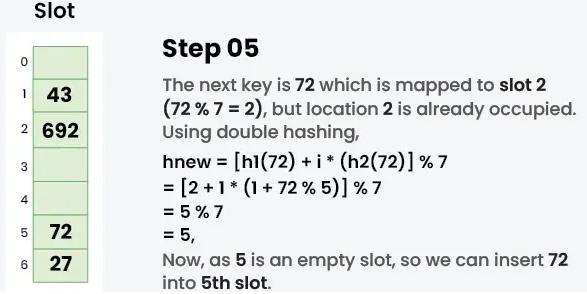 Slot
0
1 43
2 692
3
4
5 72
6 27
Step 05
The next key is 72 which is mapped to slot 2
(72 % 7 = 2), but location 2 is already occupied.
Using double hashing,
hnew = [h1(72) + i * (h2(72)] % 7
= [2 + 1 * (1 + 72 % 5)] % 7
= 5 % 7
= 5,
Now, as 5 is an empty slot, so we can insert 72
into 5th slot.